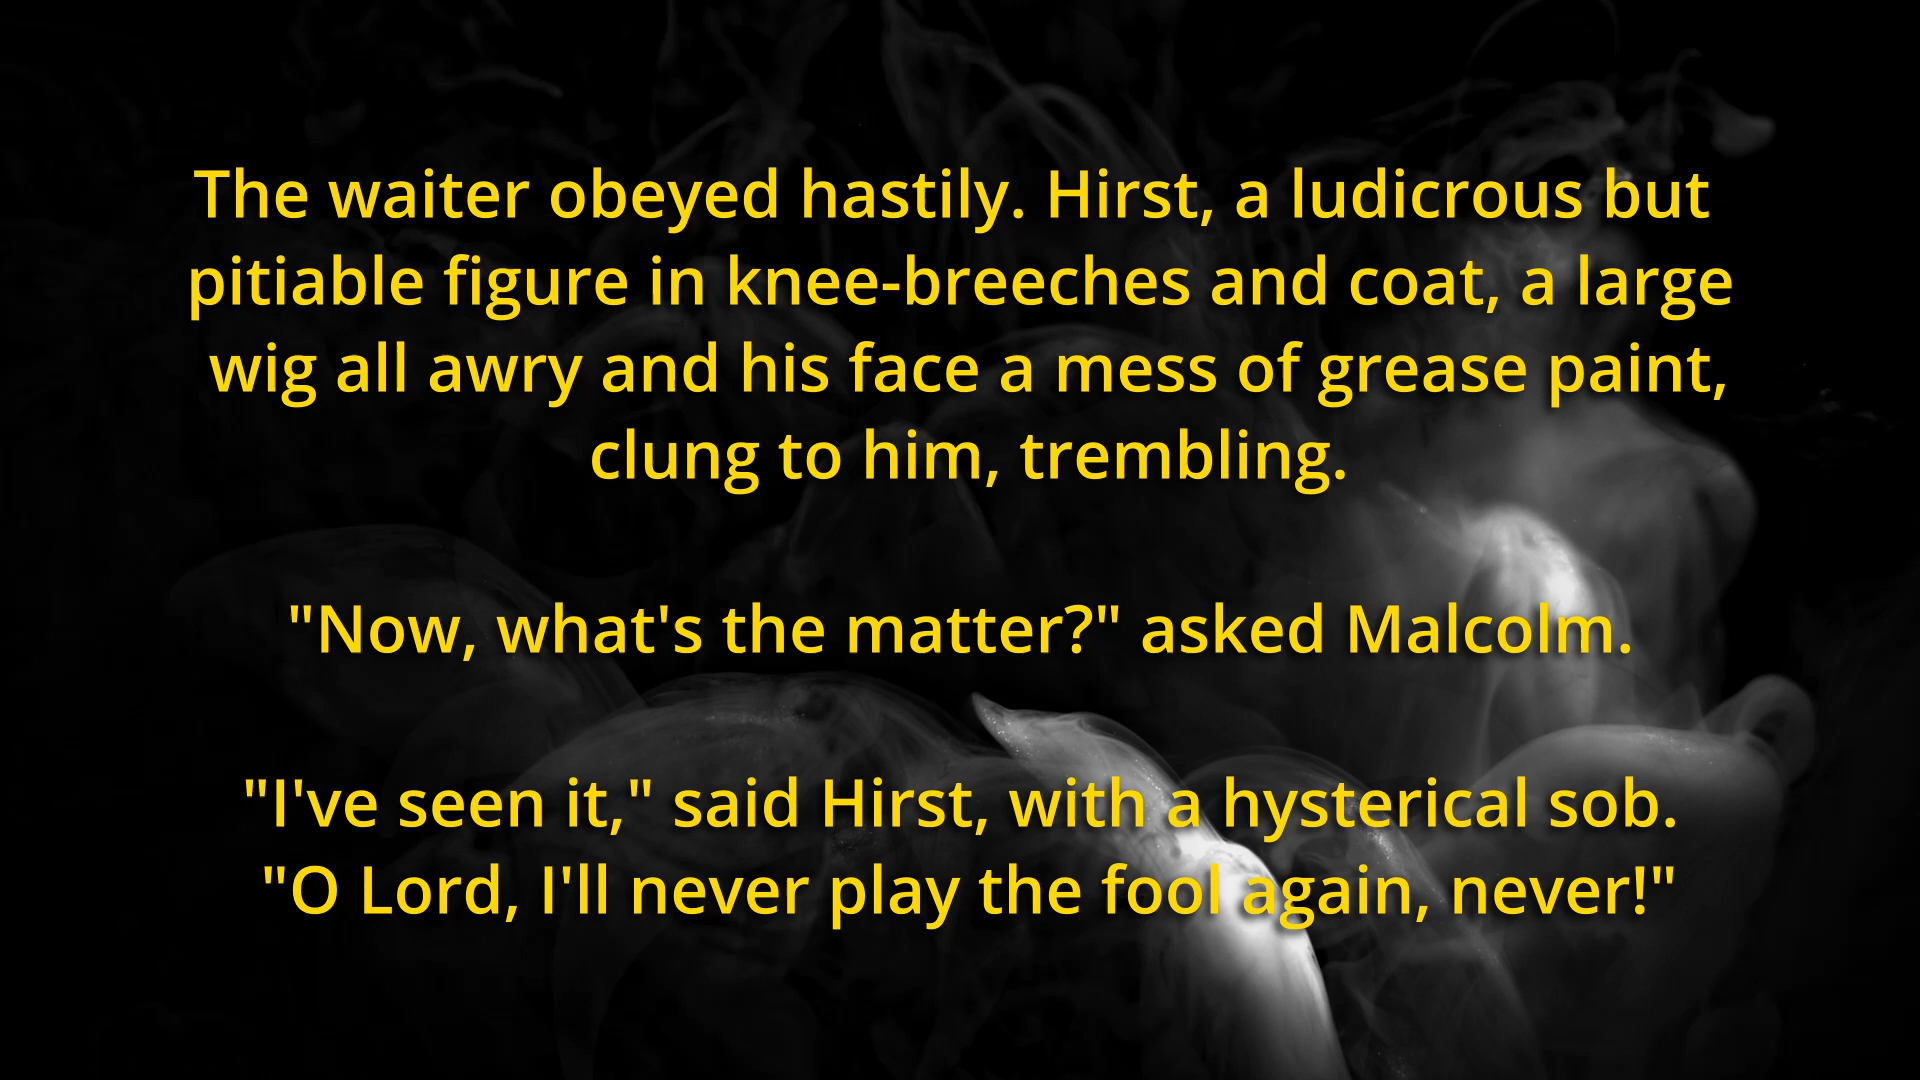 The waiter obeyed hastily. Hirst, a ludicrous but
pitiable figure in knee-breeches and coat, a large
wig all awry and his face a mess of grease paint,
clung to him, trembling.
"Now, what's the matter?" asked Malcolm.
"I've seen it," said Hirst, with a hysterical sob.
"O Lord, I'll never play the fool again, never!"